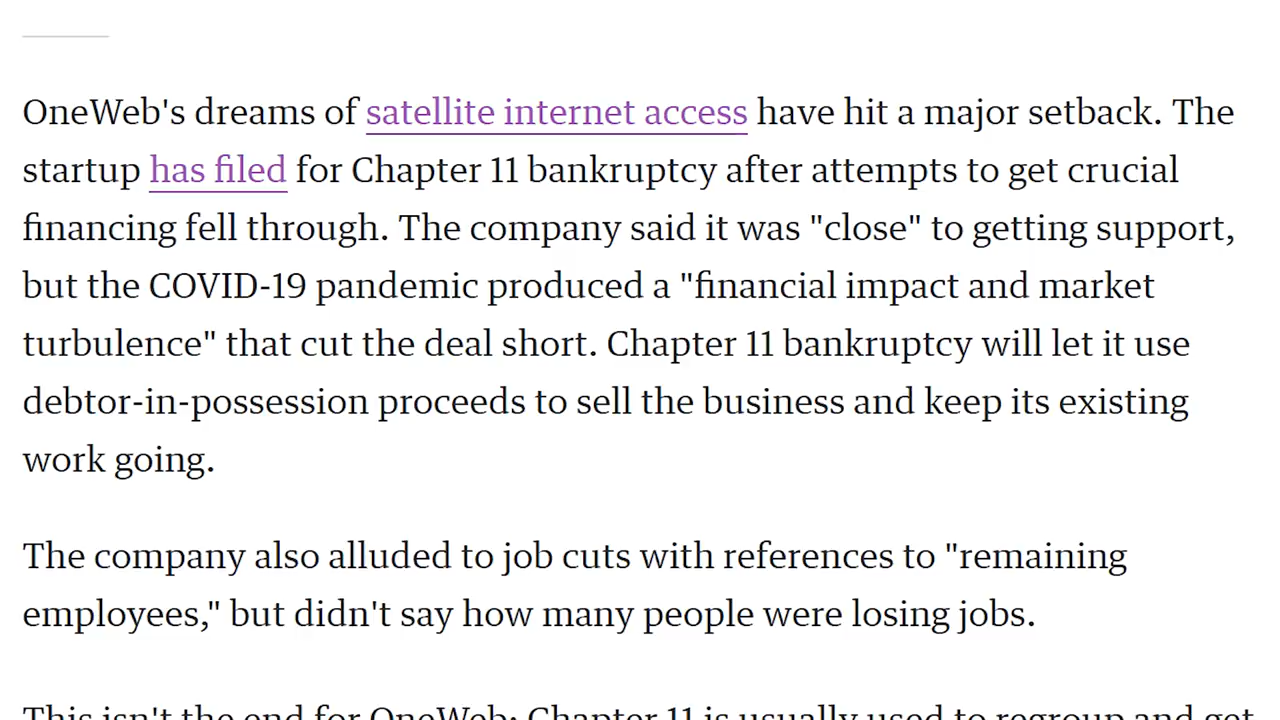 OneWeb's dreams of satellite internet access have hit a major setback. The
startup has filed for Chapter 11 bankruptcy after attempts to get crucial
financing fell through. The company said it was "close" to getting support,
but the COVID-19 pandemic produced a "financial impact and market
turbulence" that cut the deal short. Chapter 11 bankruptcy will let it use
debtor-in-possession proceeds to sell the business and keep its existing
work going.
The company also alluded to job cuts with references to "remaining
employees," but didn't say how many people were losing jobs.
This isn't the end for OneWeb: Chapter 11 is usually used to regroup and get